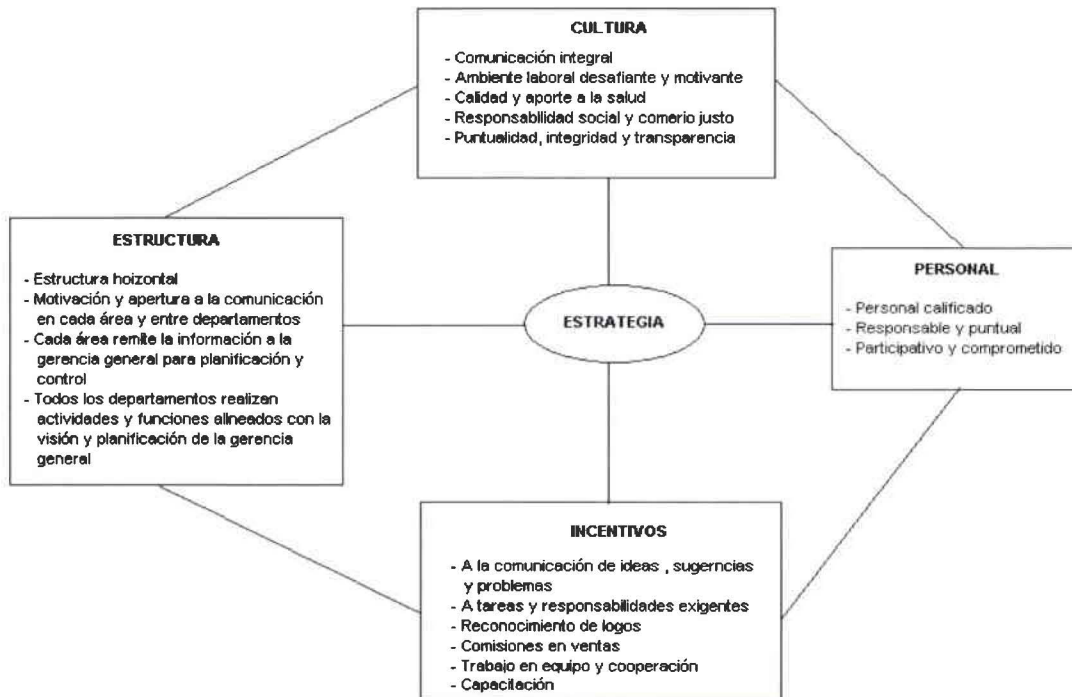 CULTURA
- Comunicación integral
- Ambiente laboral desafiante y motivante
- Calidad y aporte a la salud
- Responsabilidad social y comerio justo
- Puntualidad, integridad y transparencia
ESTRUCTURA
- Estructura hoizontal
- Motivación y apertura a la comunicación
en cada área y entre departamentos
- Cada área remite la información a la
gerencia general para planificación y
control
- Todos los departamentos realizan
actividades y funciones alineados con la
visión y planificación de la gerencia
general
ESTRATEGIA
PERSONAL
- Personal calificado
- Responsable y puntual
- Participativo y comprometido
INCENTIVOS
- A la comunicación de ideas , sugerncias
y problemas
- A tareas y responsabilidades exigentes
- Reconocimiento de logos
- Comisiones en ventas
- Trabajo en equipo y cooperación
- Capacitación